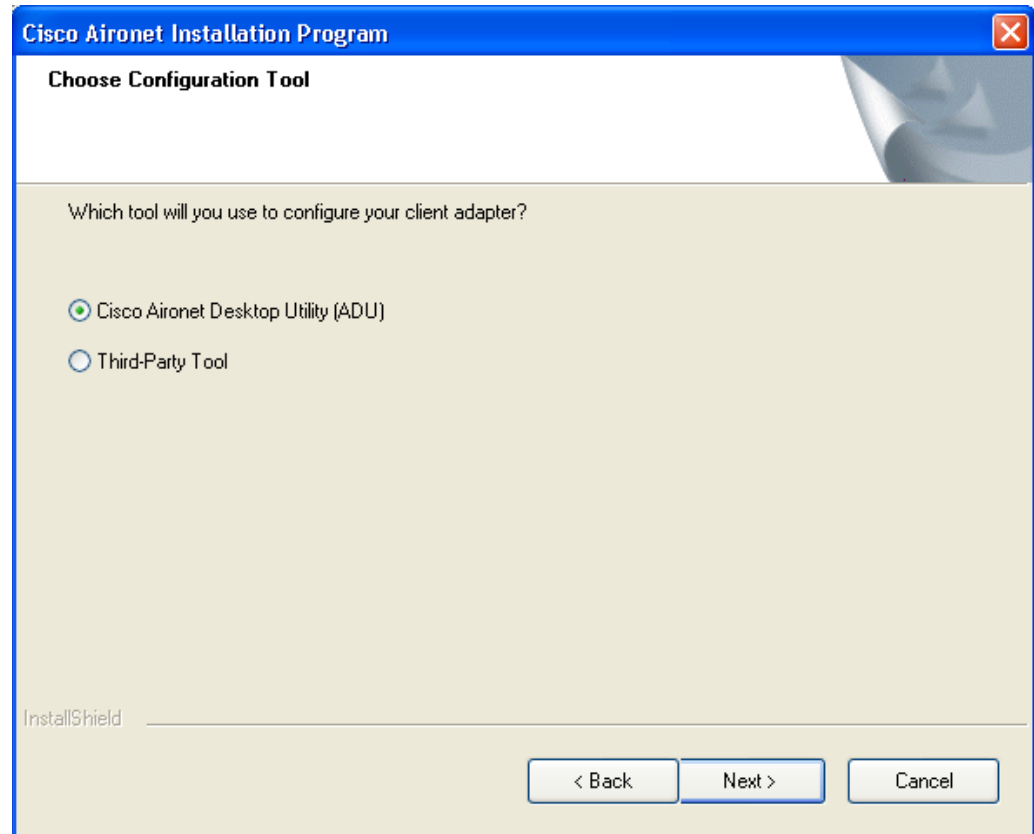 Cisco Aironet Installation Program
Choose Configuration Tool
Which tool will you use to configure your client adapter?
Cisco Aironet Desktop Utility (ADU)
Third-Party Tool
InstallShield
< Back Next > Cancel